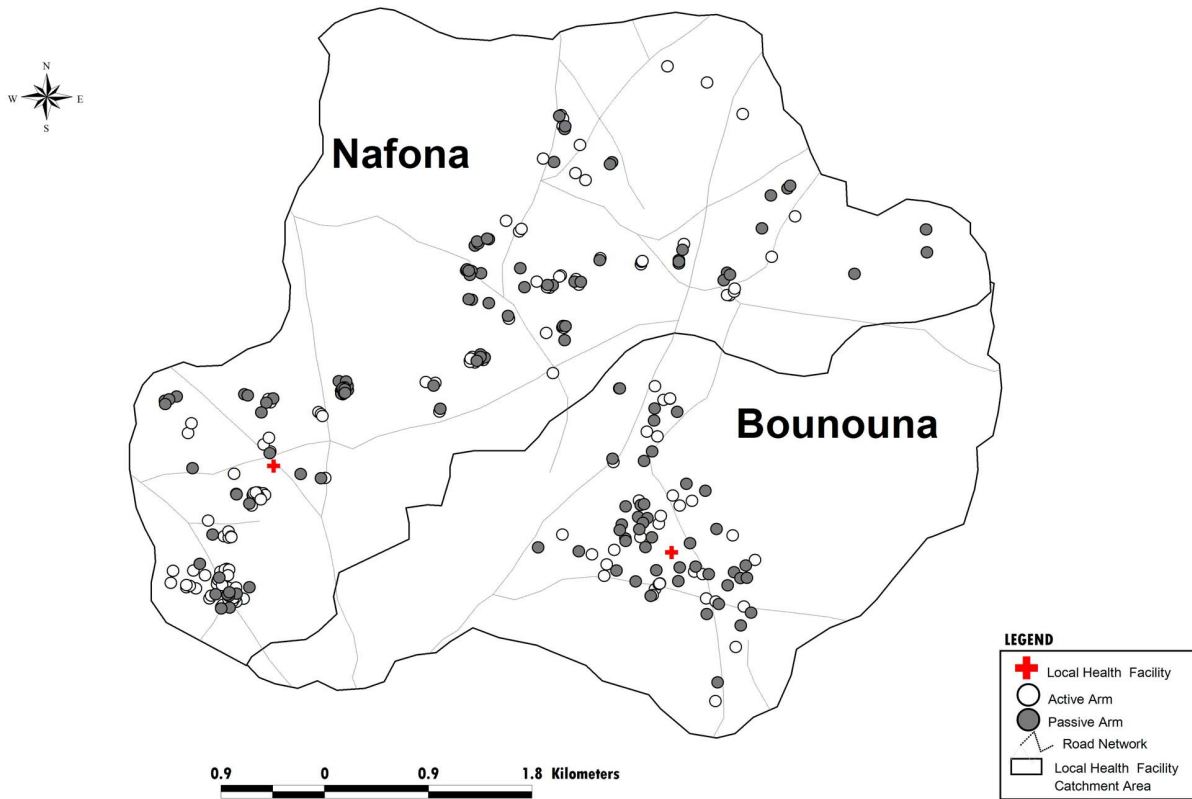 N
W E
S
Nafona
Bounouna
LEGEND
Local Health Facility
Active Arm
Passive Arm
Road Network
Local Health Facility
Catchment Area
0.9 0 0.9 1.8 Kilometers